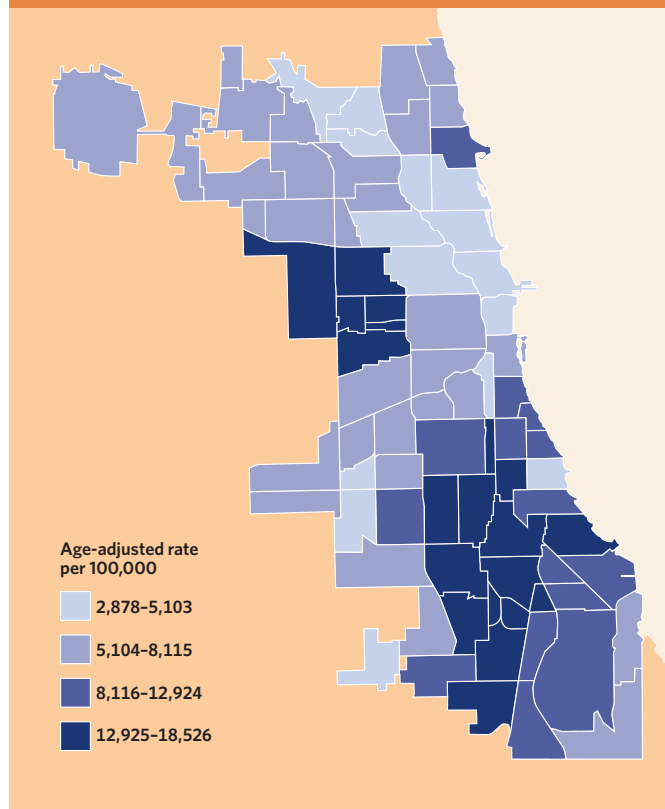 Age-adjusted rate
per 100,000
2,878–5,103
5,104–8,115
8,116–12,924
12,925–18,526